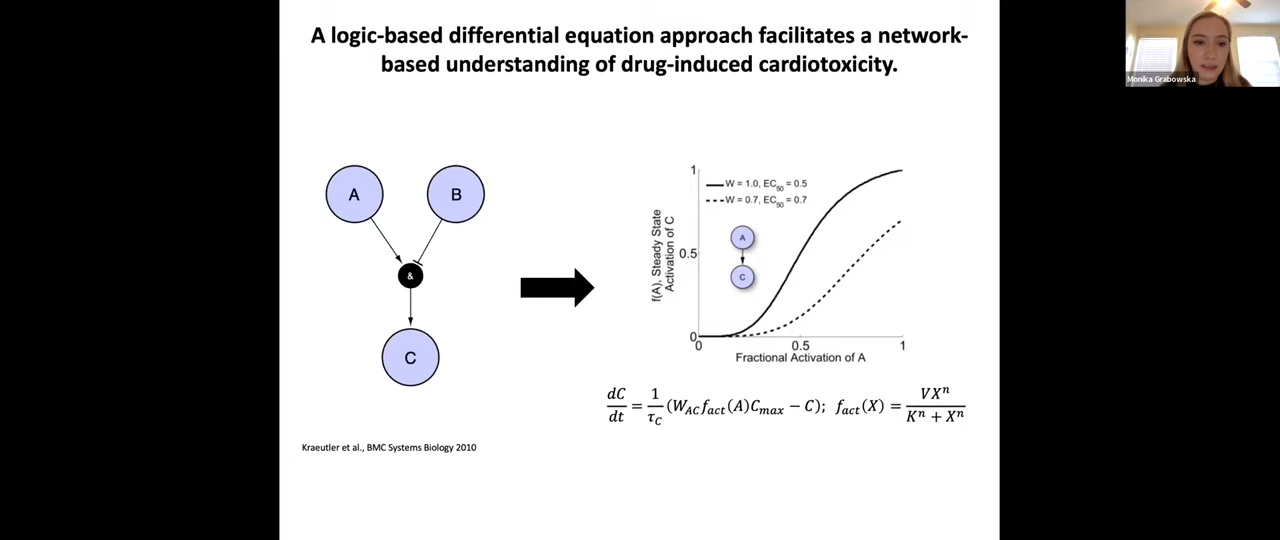 A logic-based differential equation approach facilitates a network-
based understanding of drug-induced cardiotoxicity.
Monika Grabowska
A
B
&
C
f(A), Steady State
Activation of C
1
0.5
0
W = 1.0, EC50 = 0.5
W = 0.7, EC50 = 0.7
A
C
0
0.5
1
Fractional Activation of A
dC/dt = 1/τC (WAC fact(A)Cmax − C); fact(X) = VX^n/(K^n + X^n)
Kraeutler et al., BMC Systems Biology 2010